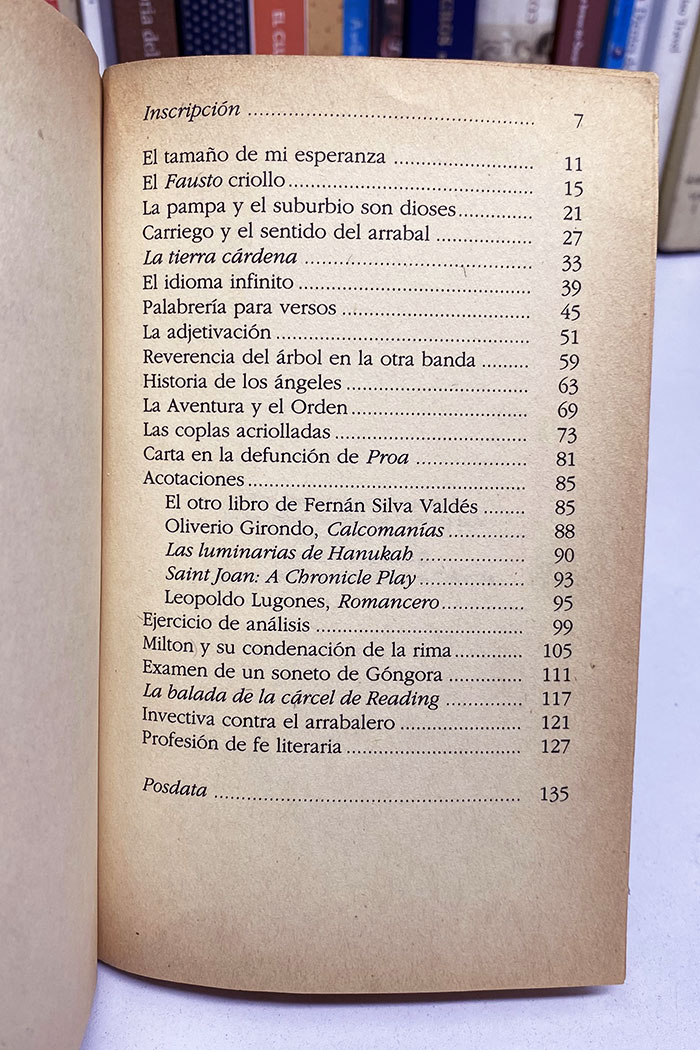 Inscripción ........ 7
El tamaño de mi esperanza ........ 11
El Fausto criollo ........ 15
La pampa y el suburbio son dioses ........ 21
Carriego y el sentido del arrabal ........ 27
La tierra cárdena ........ 33
El idioma infinito ........ 39
Palabrería para versos ........ 45
La adjetivación ........ 51
Reverencia del árbol en la otra banda ........ 59
Historia de los ángeles ........ 63
La Aventura y el Orden ........ 69
Las coplas acriolladas ........ 73
Carta en la defunción de Proa ........ 81
Acotaciones ........ 85
El otro libro de Fernán Silva Valdés ........ 85
Oliverio Girondo, Calcomanías ........ 88
Las luminarias de Hanukah ........ 90
Saint Joan: A Chronicle Play ........ 93
Leopoldo Lugones, Romancero ........ 95
Ejercicio de análisis ........ 99
Milton y su condenación de la rima ........ 105
Examen de un soneto de Góngora ........ 111
La balada de la cárcel de Reading ........ 117
Invectiva contra el arrabalero ........ 121
Profesión de fe literaria ........ 127
Posdata ........ 135